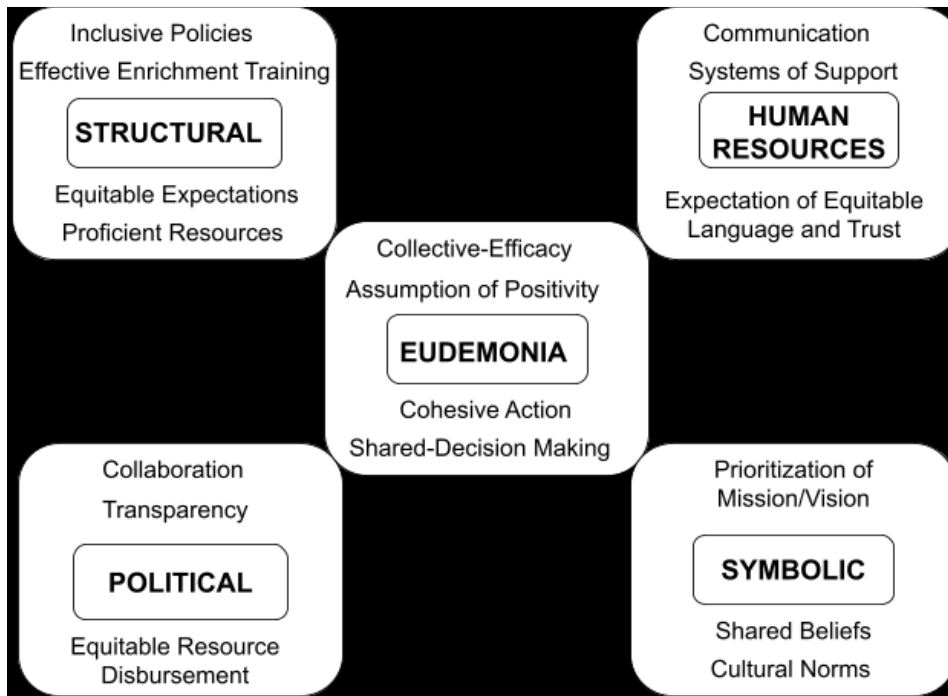 Inclusive Policies
Effective Enrichment Training
STRUCTURAL
Equitable Expectations
Proficient Resources
Communication
Systems of Support
HUMAN
RESOURCES
Expectation of Equitable
Language and Trust
Collective-Efficacy
Assumption of Positivity
EUDEMONIA
Cohesive Action
Shared-Decision Making
Collaboration
Transparency
POLITICAL
Equitable Resource
Disbursement
Prioritization of
Mission/Vision
SYMBOLIC
Shared Beliefs
Cultural Norms